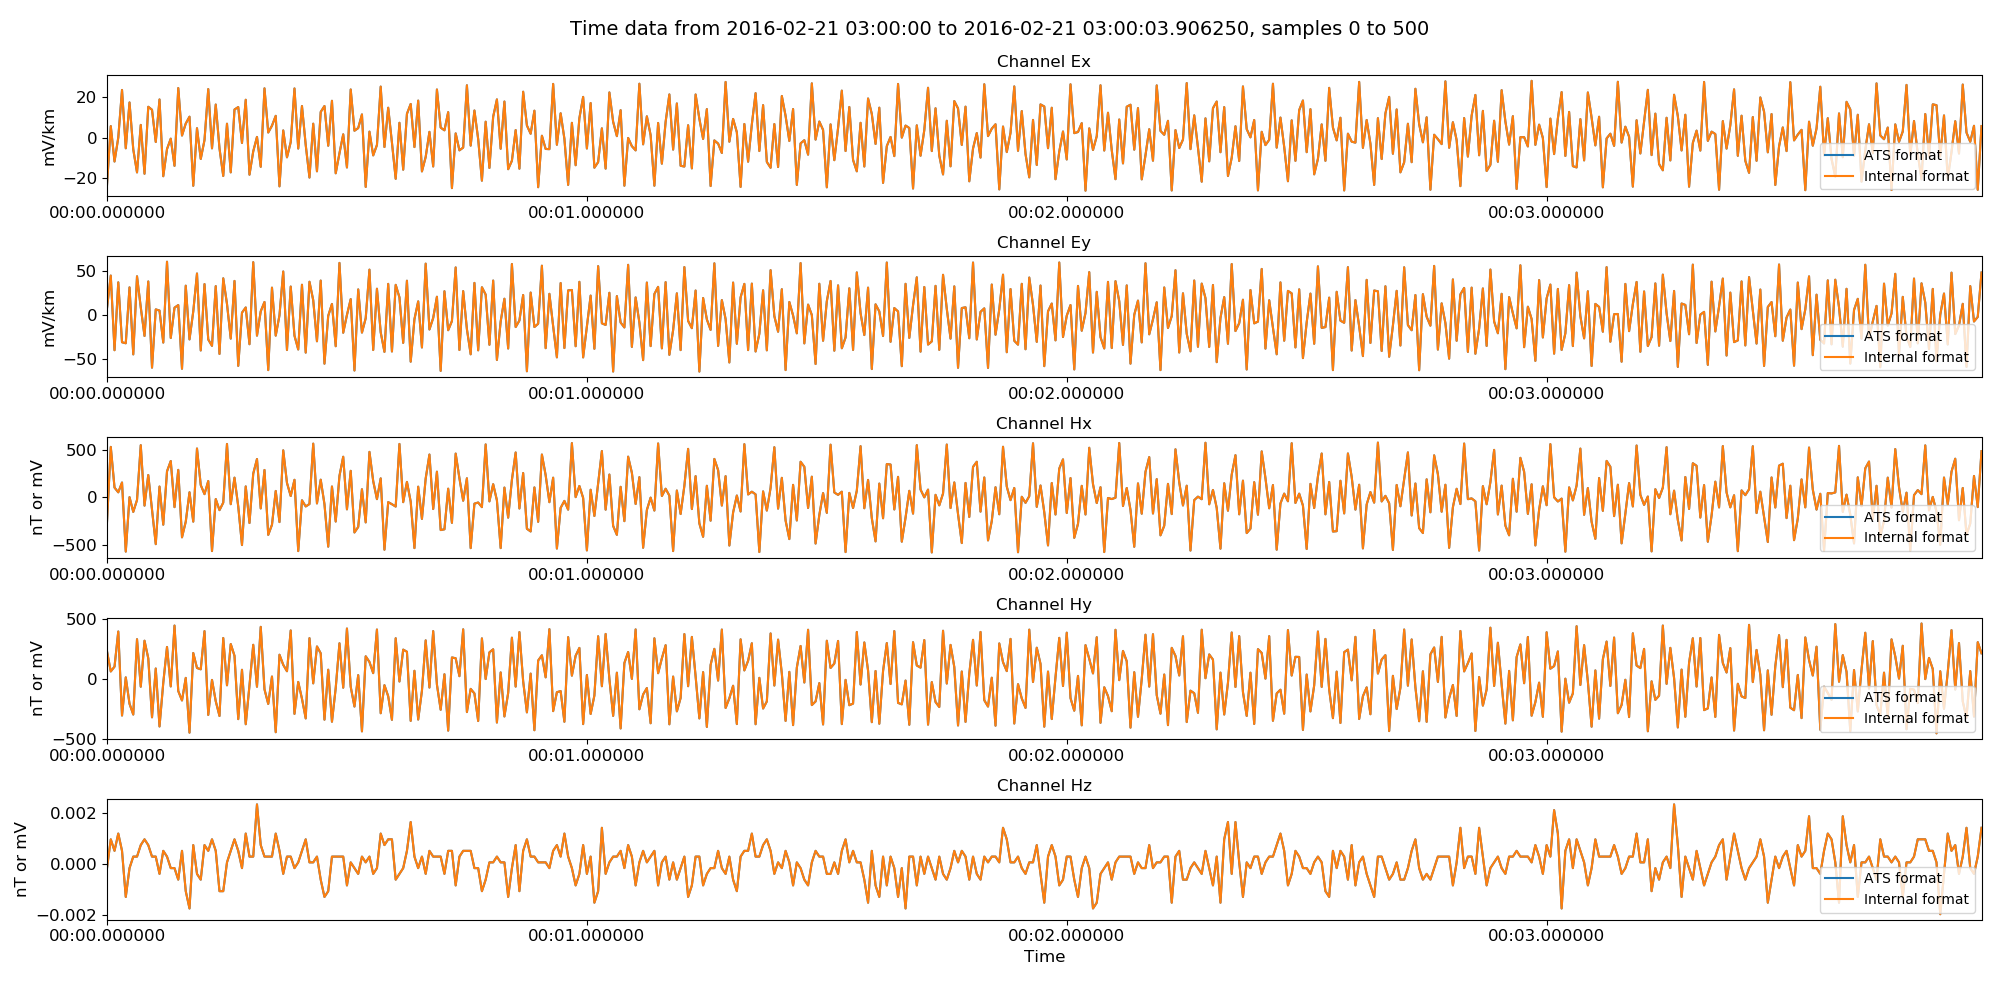 Time data from 2016-02-21 03:00:00 to 2016-02-21 03:00:03.906250, samples 0 to 500
Channel Ex
mV/km
20
0
−20
ATS format
Internal format
00:00.000000 00:01.000000 00:02.000000 00:03.000000
Channel Ey
mV/km
50
0
−50
ATS format
Internal format
00:00.000000 00:01.000000 00:02.000000 00:03.000000
Channel Hx
nT or mV
500
0
−500
ATS format
Internal format
00:00.000000 00:01.000000 00:02.000000 00:03.000000
Channel Hy
nT or mV
500
0
−500
ATS format
Internal format
00:00.000000 00:01.000000 00:02.000000 00:03.000000
Channel Hz
nT or mV
0.002
0.000
−0.002
ATS format
Internal format
00:00.000000 00:01.000000 00:02.000000 00:03.000000
Time